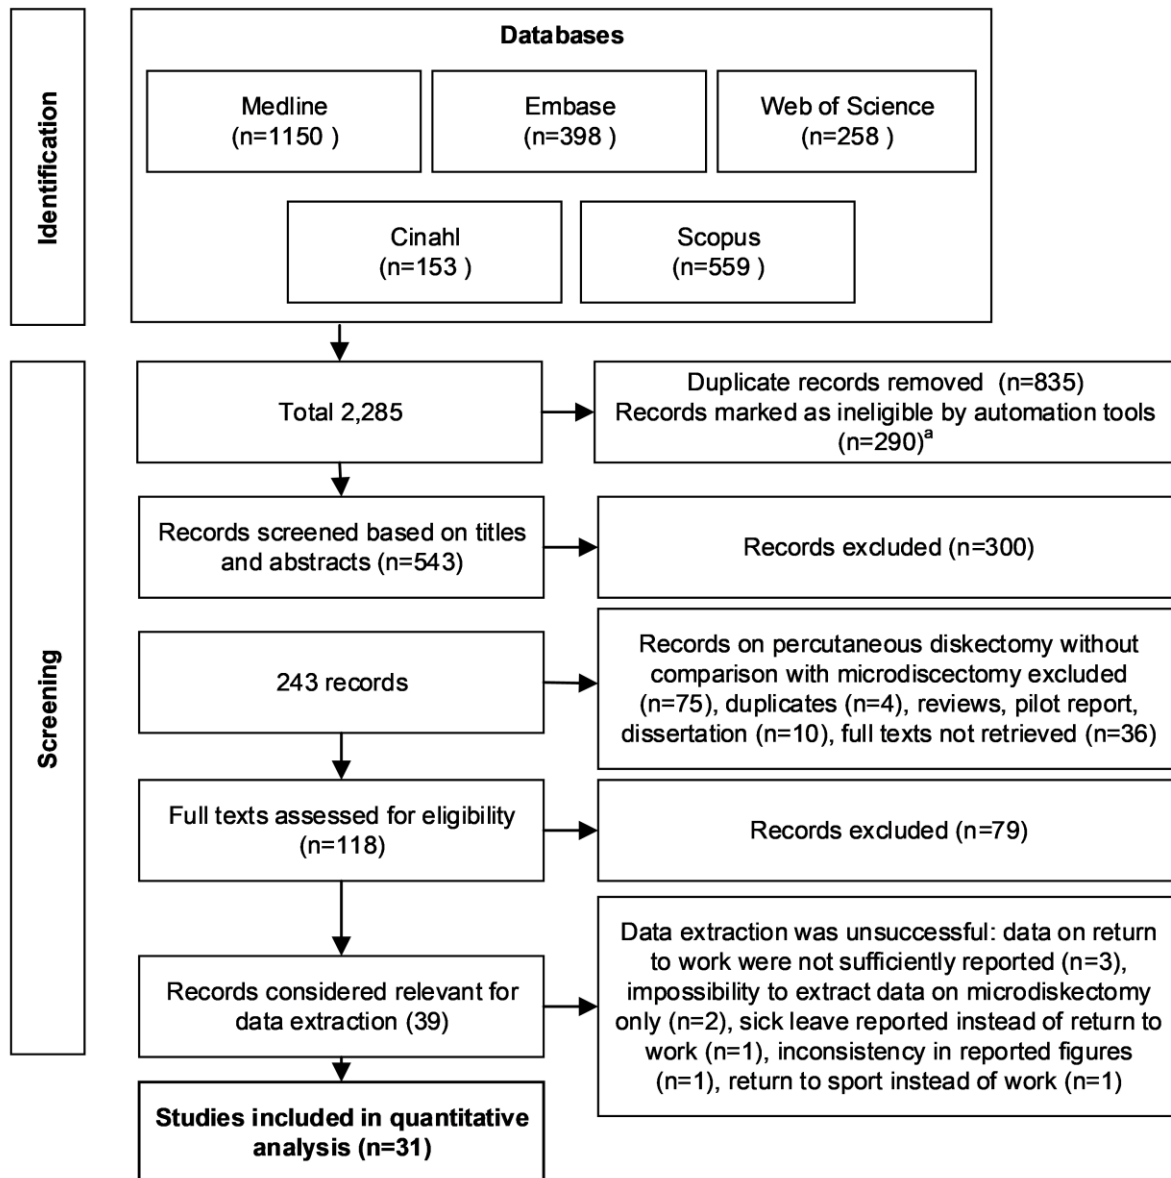 Identification
Databases
Medline
(n=1150 )
Embase
(n=398 )
Web of Science
(n=258 )
Cinahl
(n=153 )
Scopus
(n=559 )
Screening
Total 2,285
Duplicate records removed (n=835)
Records marked as ineligible by automation tools
(n=290)a
Records screened based on titles
and abstracts (n=543)
Records excluded (n=300)
243 records
Records on percutaneous diskectomy without
comparison with microdiscectomy excluded
(n=75), duplicates (n=4), reviews, pilot report,
dissertation (n=10), full texts not retrieved (n=36)
Full texts assessed for eligibility
(n=118)
Records excluded (n=79)
Records considered relevant for
data extraction (39)
Data extraction was unsuccessful: data on return
to work were not sufficiently reported (n=3),
impossibility to extract data on microdiskectomy
only (n=2), sick leave reported instead of return to
work (n=1), inconsistency in reported figures
(n=1), return to sport instead of work (n=1)
Studies included in quantitative
analysis (n=31)